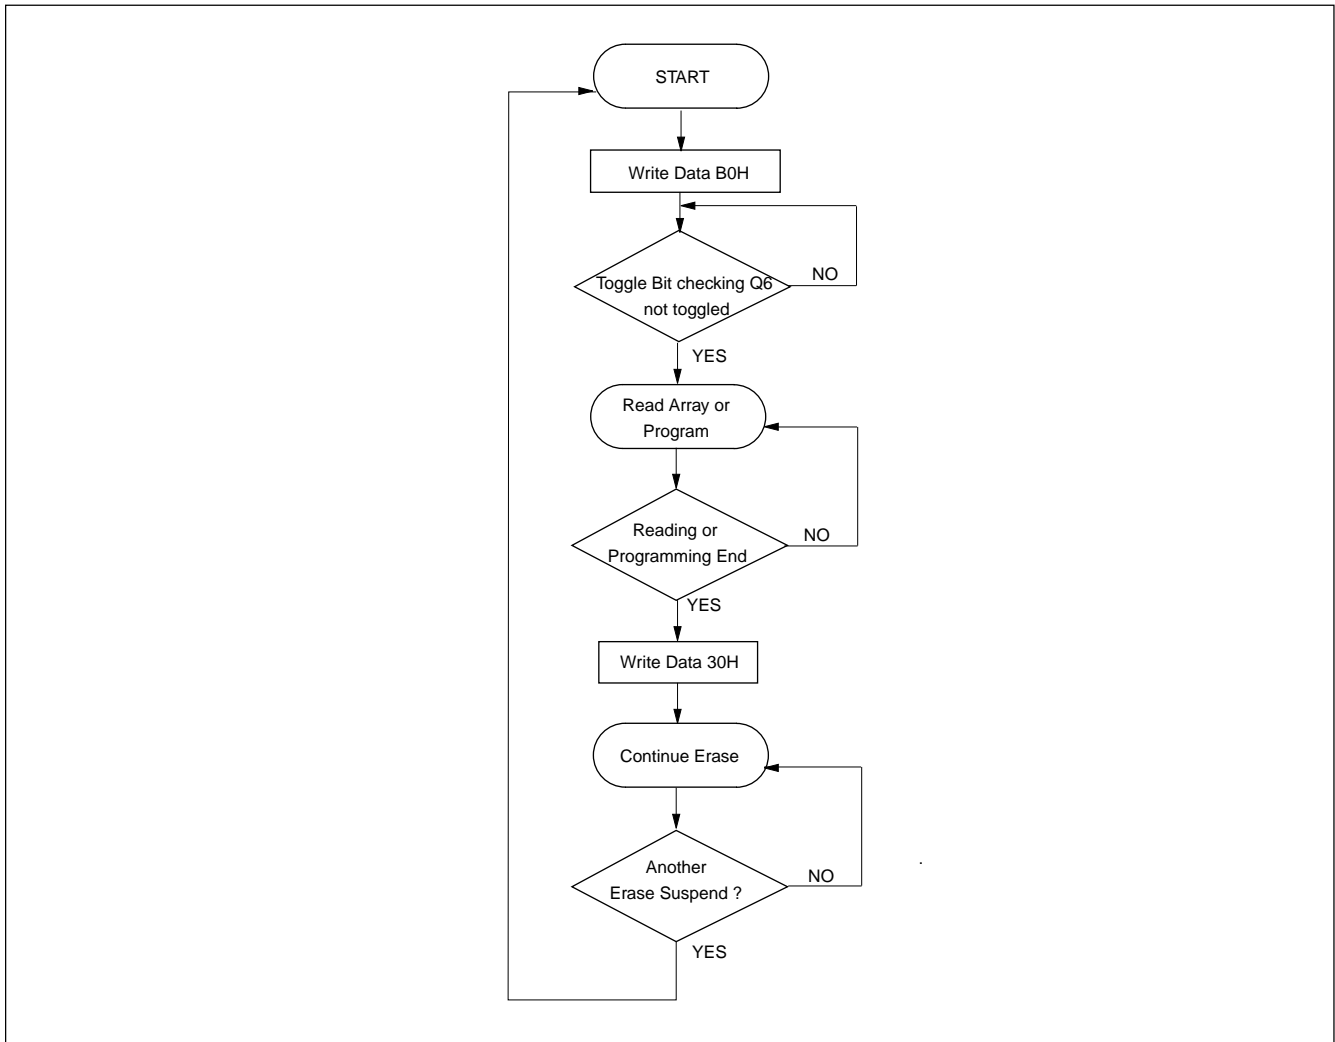 START
Write Data B0H
Toggle Bit checking Q6
not toggled
NO
YES
Read Array or
Program
Reading or
Programming End
NO
YES
Write Data 30H
Continue Erase
Another
Erase Suspend ?
NO
YES
.